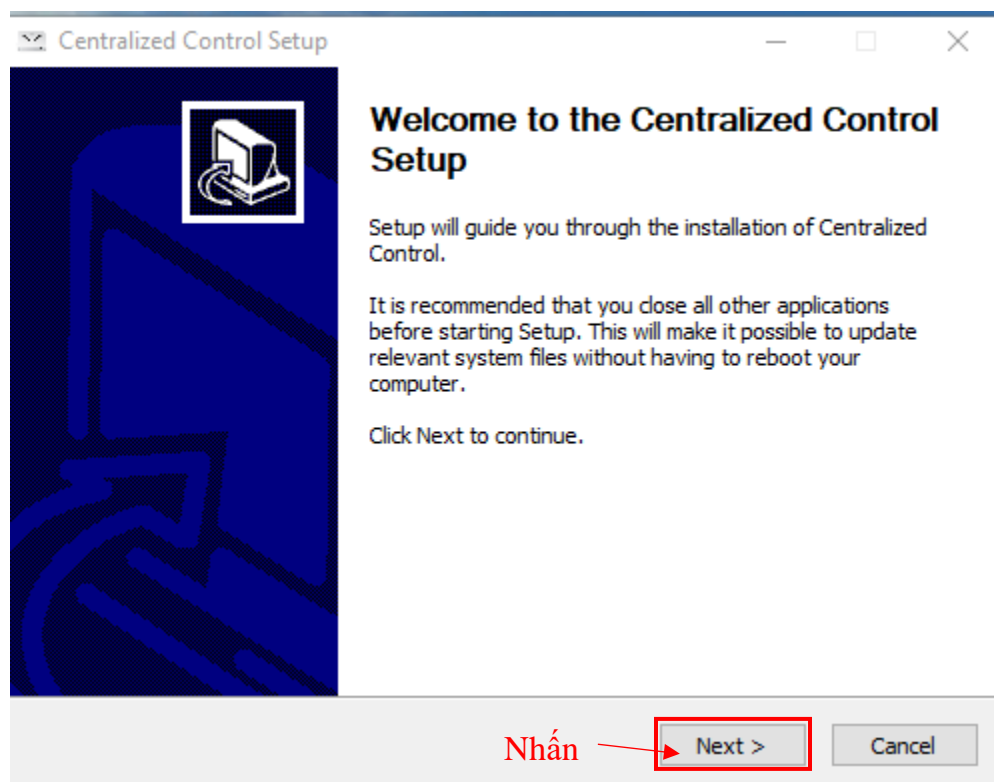 Centralized Control Setup
Welcome to the Centralized Control
Setup
Setup will guide you through the installation of Centralized
Control.
It is recommended that you close all other applications
before starting Setup. This will make it possible to update
relevant system files without having to reboot your
computer.
Click Next to continue.
Nhấn
Next >
Cancel